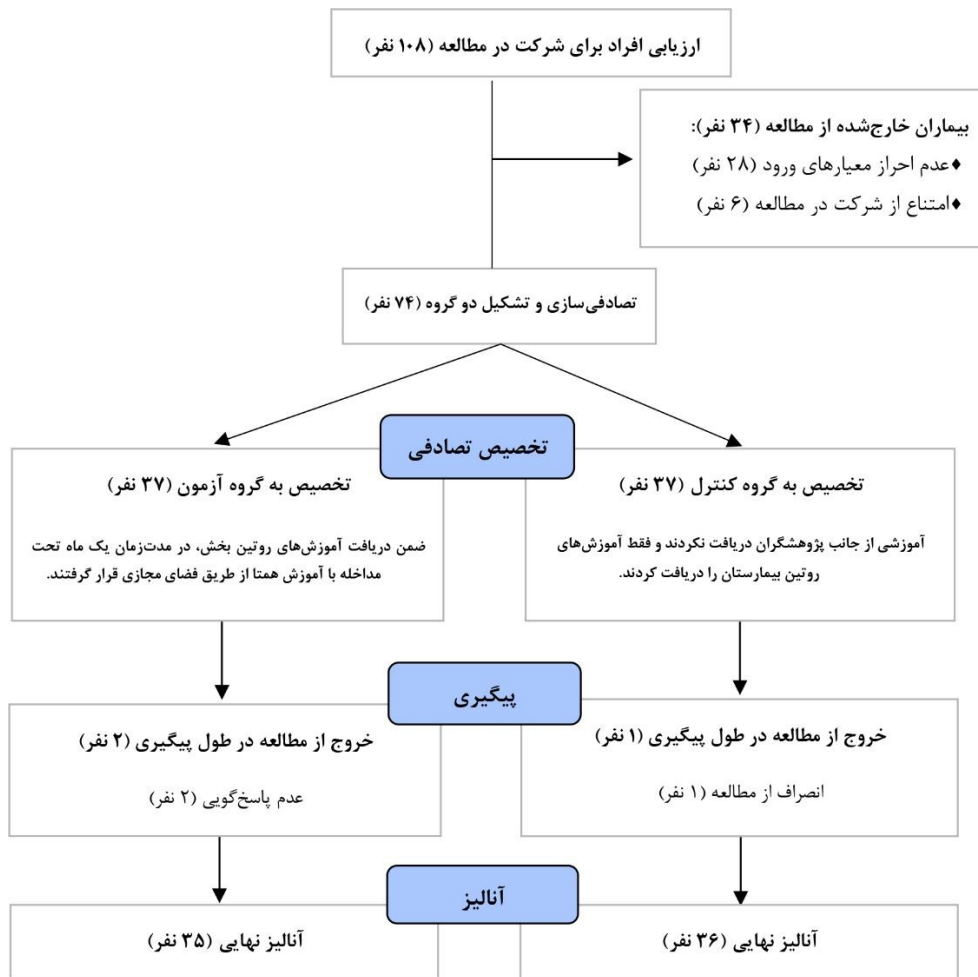 ارزیابی افراد برای شرکت در مطالعه (۱۰۸ نفر)
بیماران خارج‌شده از مطالعه (۳۴ نفر):
♦عدم احراز معیارهای ورود (۲۸ نفر)
♦امتناع از شرکت در مطالعه (۶ نفر)
تصادفی‌سازی و تشکیل دو گروه (۷۴ نفر)
تخصیص تصادفی
تخصیص به گروه کنترل (۳۷ نفر)
آموزشی از جانب پژوهشگران دریافت نکردند و فقط آموزش‌های
روتین بیمارستان را دریافت کردند.
تخصیص به گروه آزمون (۳۷ نفر)
ضمن دریافت آموزش‌های روتین بخش، در مدت‌زمان یک ماه تحت
مداخله با آموزش همتا از طریق فضای مجازی قرار گرفتند.
پیگیری
خروج از مطالعه در طول پیگیری (۱ نفر)
انصراف از مطالعه (۱ نفر)
خروج از مطالعه در طول پیگیری (۲ نفر)
عدم پاسخ‌گویی (۲ نفر)
آنالیز
آنالیز نهایی (۳۶ نفر)
آنالیز نهایی (۳۵ نفر)